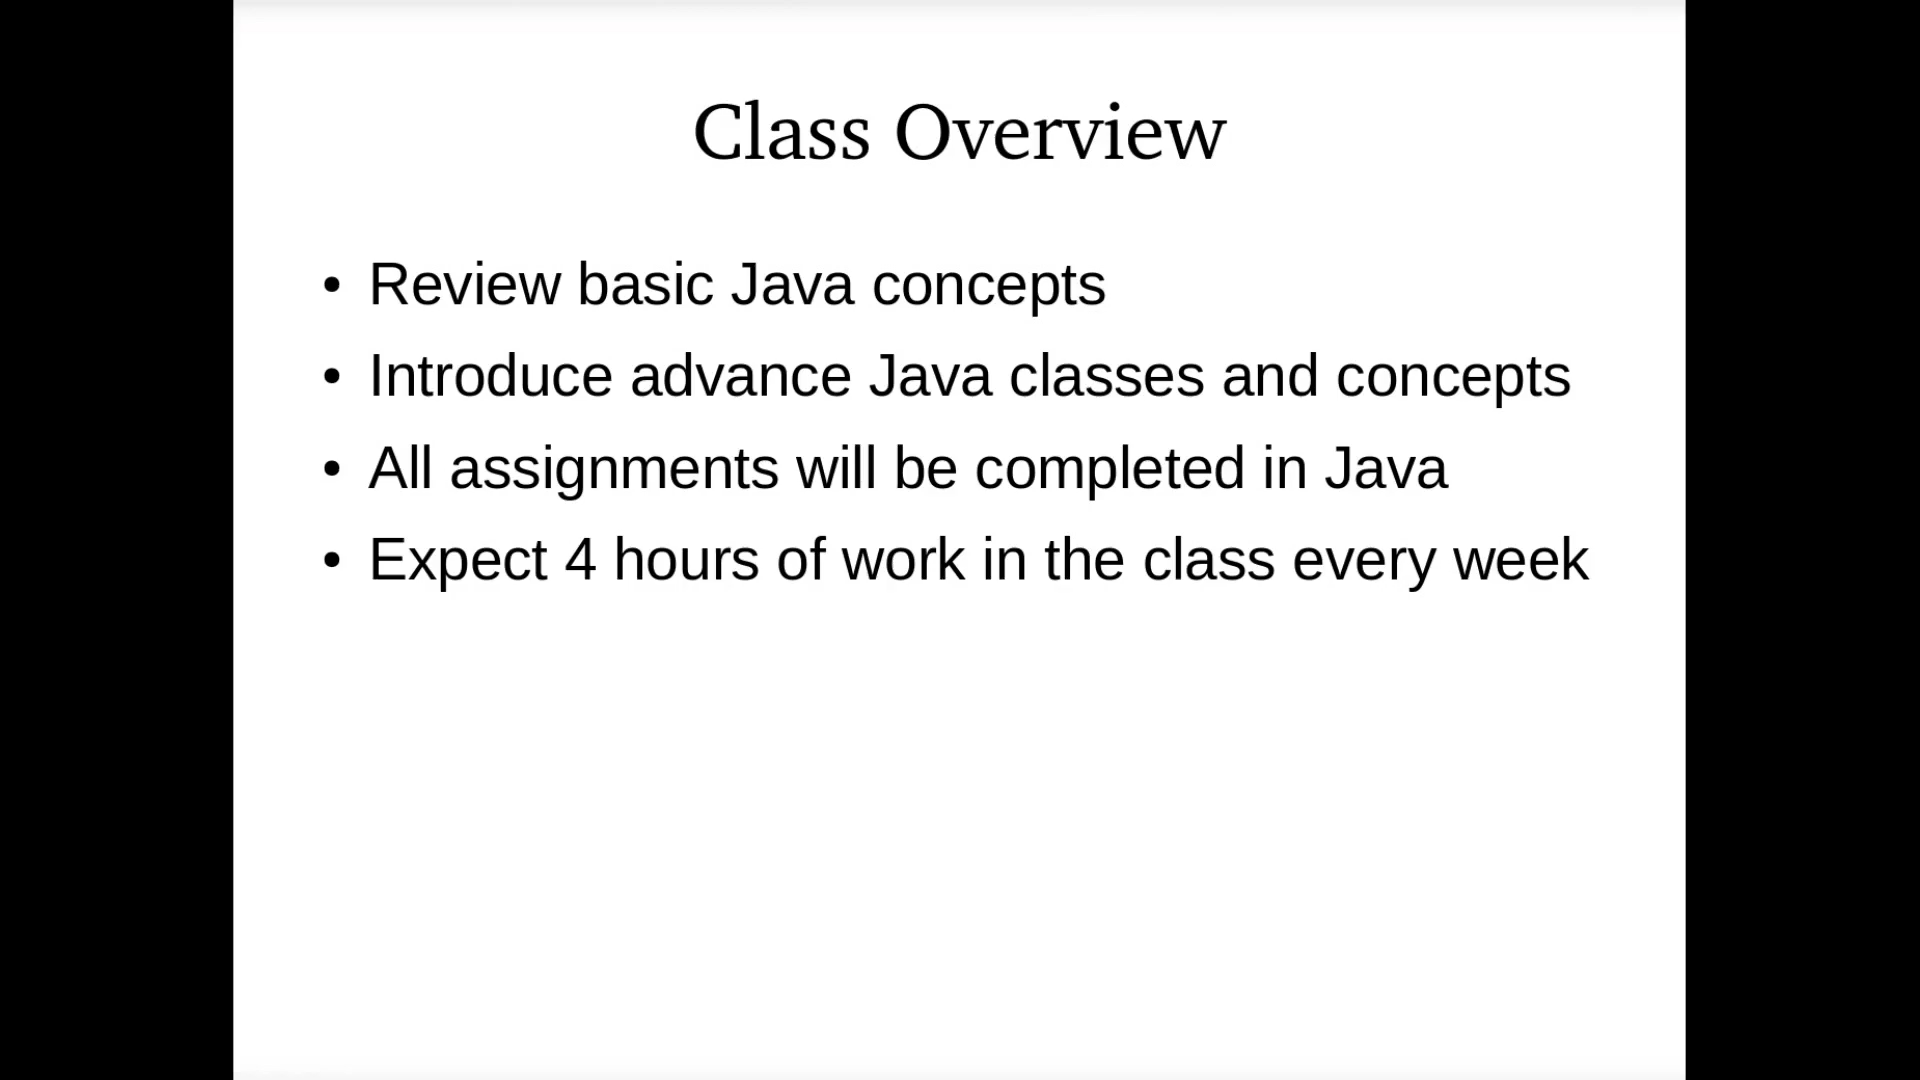 Class Overview
• Review basic Java concepts
• Introduce advance Java classes and concepts
• All assignments will be completed in Java
• Expect 4 hours of work in the class every week